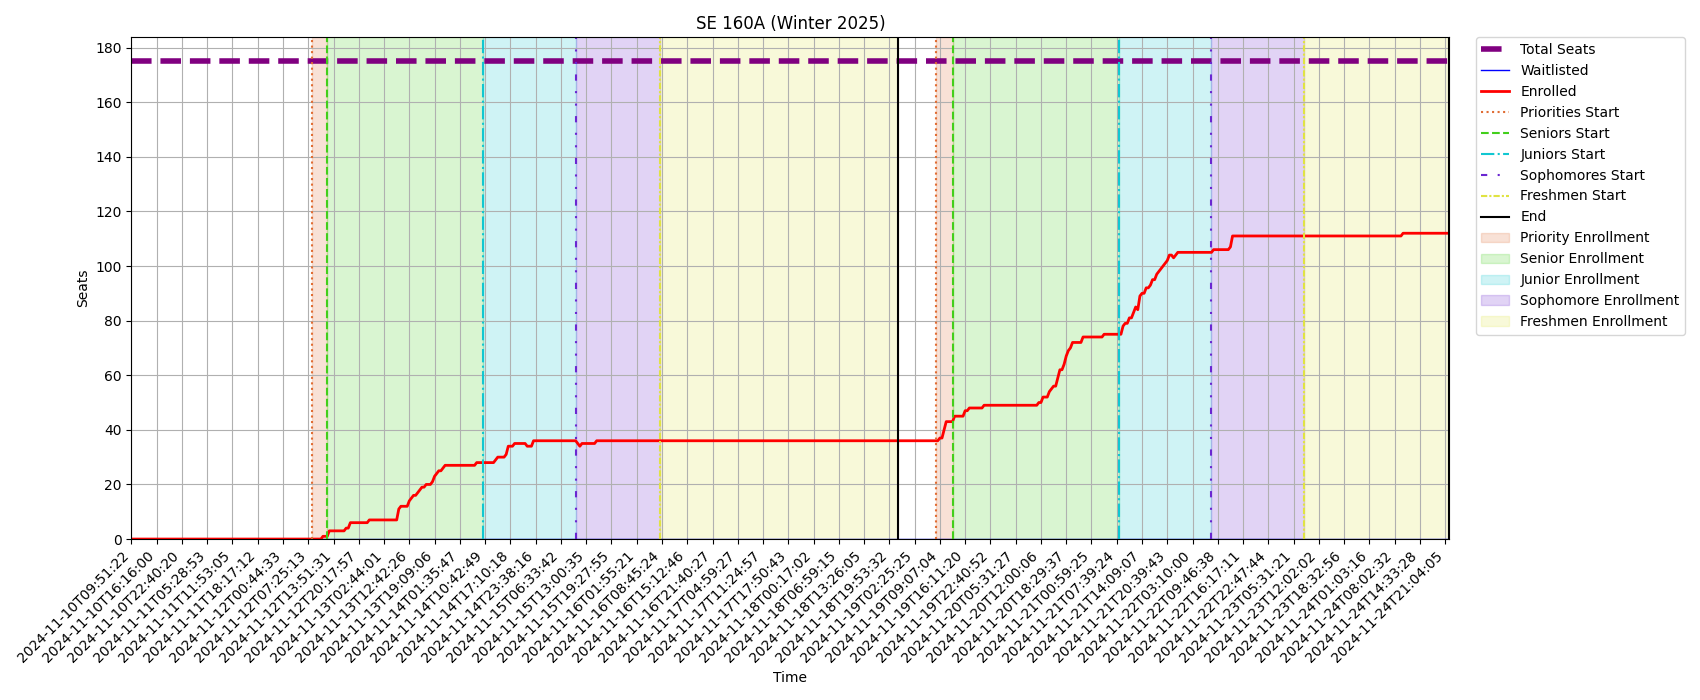 SE 160A (Winter 2025)
Seats
180
160
140
120
100
80
60
40
20
0
2024-11-10T09:51:22
2024-11-10T16:16:00
2024-11-10T22:40:20
2024-11-11T05:28:53
2024-11-11T11:53:05
2024-11-11T18:17:12
2024-11-12T00:44:33
2024-11-12T07:25:13
2024-11-12T13:51:31
2024-11-12T20:17:57
2024-11-13T02:44:01
2024-11-13T12:42:26
2024-11-13T19:09:06
2024-11-14T01:35:47
2024-11-14T10:42:49
2024-11-14T17:10:18
2024-11-14T23:38:16
2024-11-15T06:33:42
2024-11-15T13:00:35
2024-11-15T19:27:55
2024-11-16T01:55:21
2024-11-16T08:45:24
2024-11-16T15:12:46
2024-11-16T21:40:27
2024-11-17T04:59:27
2024-11-17T11:24:57
2024-11-17T17:50:43
2024-11-18T00:17:02
2024-11-18T06:59:15
2024-11-18T13:26:05
2024-11-18T19:53:32
2024-11-19T02:25:25
2024-11-19T09:07:04
2024-11-19T16:11:20
2024-11-19T22:40:52
2024-11-20T05:31:27
2024-11-20T12:00:06
2024-11-20T18:29:37
2024-11-21T00:59:25
2024-11-21T07:39:24
2024-11-21T14:09:07
2024-11-21T20:39:43
2024-11-22T03:10:00
2024-11-22T09:46:38
2024-11-22T16:17:11
2024-11-22T22:47:44
2024-11-23T05:31:21
2024-11-23T12:02:02
2024-11-23T18:32:56
2024-11-24T01:03:16
2024-11-24T08:02:32
2024-11-24T14:33:28
2024-11-24T21:04:05
Time
Total Seats
Waitlisted
Enrolled
Priorities Start
Seniors Start
Juniors Start
Sophomores Start
Freshmen Start
End
Priority Enrollment
Senior Enrollment
Junior Enrollment
Sophomore Enrollment
Freshmen Enrollment